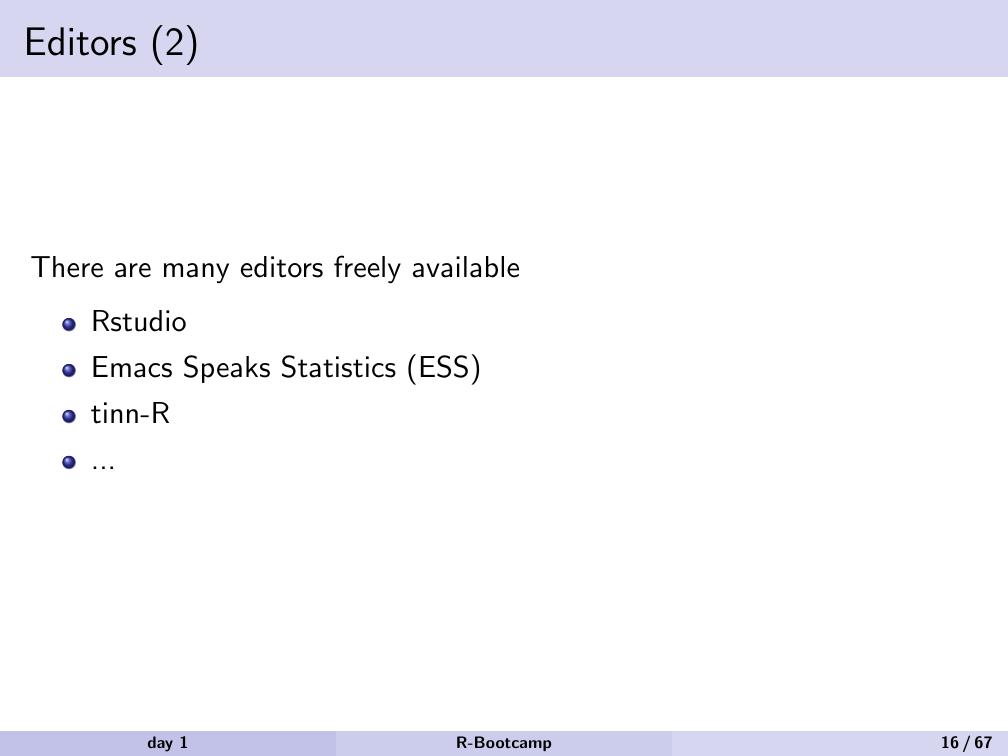 Editors (2)
There are many editors freely available
Rstudio
Emacs Speaks Statistics (ESS)
tinn-R
...
day 1
R-Bootcamp
16 / 67